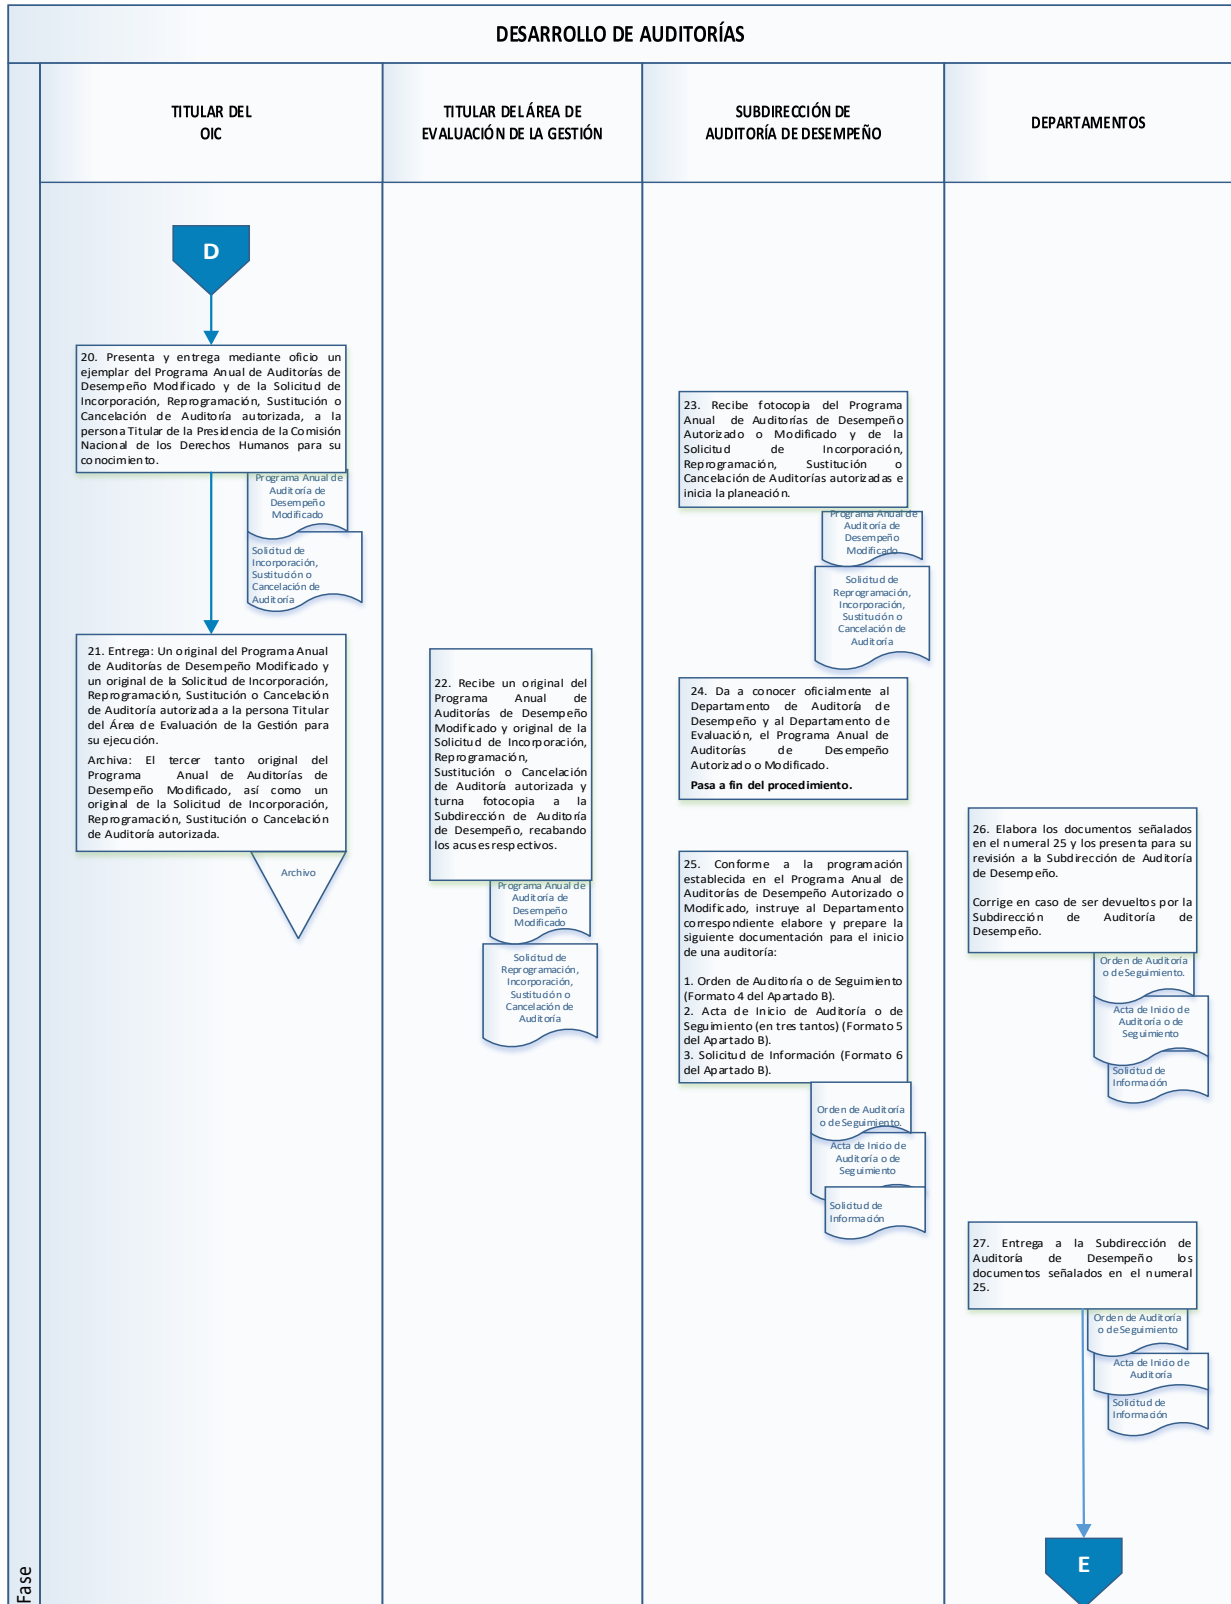 DESARROLLO DE AUDITORÍAS
TITULAR DEL
OIC
TITULAR DEL ÁREA DE
EVALUACIÓN DE LA GESTIÓN
SUBDIRECCIÓN DE
AUDITORÍA DE DESEMPEÑO
DEPARTAMENTOS
D
20. Presenta y entrega mediante oficio un
ejemplar del Programa Anual de Auditorías de
Desempeño Modificado y de la Solicitud de
Incorporación, Reprogramación, Sustitución o
Cancelación de Auditoría autorizada, a la
persona Titular de la Presidencia de la Comisión
Nacional de los Derechos Humanos para su
conocimiento.
Programa Anual de
Auditoría de
Desempeño
Modificado
Solicitud de
Incorporación,
Sustitución o
Cancelación de
Auditoría
21. Entrega: Un original del Programa Anual
de Auditorías de Desempeño Modificado y
un original de la Solicitud de Incorporación,
Reprogramación, Sustitución o Cancelación
de Auditoría autorizada a la persona Titular
del Área de Evaluación de la Gestión para
su ejecución.
Archiva: El tercer tanto original del
Programa Anual de Auditorías de
Desempeño Modificado, así como un
original de la Solicitud de Incorporación,
Reprogramación, Sustitución o Cancelación
de Auditoría autorizada.
Archivo
22. Recibe un original del
Programa Anual de
Auditorías de Desempeño
Modificado y original de la
Solicitud de Incorporación,
Reprogramación,
Sustitución o Cancelación
de Auditoría autorizada y
turna fotocopia a la
Subdirección de Auditoría
de Desempeño, recabando
los acuses respectivos.
Programa Anual de
Auditoría de
Desempeño
Modificado
Solicitud de
Reprogramación,
Incorporación,
Sustitución o
Cancelación de
Auditoría
23. Recibe fotocopia del Programa
Anual de Auditorías de Desempeño
Autorizado o Modificado y de la
Solicitud de Incorporación,
Reprogramación, Sustitución o
Cancelación de Auditorías autorizadas e
inicia la planeación.
Programa Anual de
Auditoría de
Desempeño
Modificado
Solicitud de
Reprogramación,
Incorporación,
Sustitución o
Cancelación de
Auditoría
24. Da a conocer oficialmente al
Departamento de Auditoría de
Desempeño y al Departamento de
Evaluación, el Programa Anual de
Auditorías de Desempeño
Autorizado o Modificado.
Pasa a fin del procedimiento.
25. Conforme a la programación
establecida en el Programa Anual de
Auditorías de Desempeño Autorizado o
Modificado, instruye al Departamento
correspondiente elabore y prepare la
siguiente documentación para el inicio
de una auditoría:
1. Orden de Auditoría o de Seguimiento
(Formato 4 del Apartado B).
2. Acta de Inicio de Auditoría o de
Seguimiento (en tres tantos) (Formato 5
del Apartado B).
3. Solicitud de Información (Formato 6
del Apartado B).
Orden de Auditoría
o de Seguimiento.
Acta de Inicio de
Auditoría o de
Seguimiento
Solicitud de
Información
26. Elabora los documentos señalados
en el numeral 25 y los presenta para su
revisión a la Subdirección de Auditoría
de Desempeño.
Corrige en caso de ser devueltos por la
Subdirección de Auditoría de
Desempeño.
Orden de Auditoría
o de Seguimiento.
Acta de Inicio de
Auditoría o de
Seguimiento
Solicitud de
Información
27. Entrega a la Subdirección de
Auditoría de Desempeño los
documentos señalados en el numeral
25.
Orden de Auditoría
o de Seguimiento
Acta de Inicio de
Auditoría
Solicitud de
Información
E
Fase